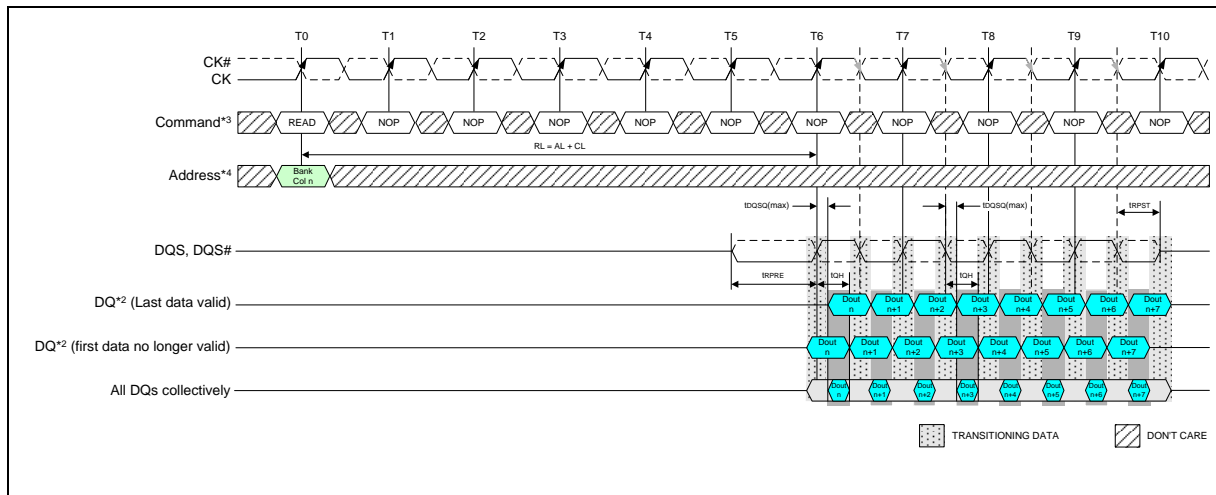 T0 T1 T2 T3 T4 T5 T6 T7 T8 T9 T10
CK#
CK
Command*3 READ NOP NOP NOP NOP NOP NOP NOP NOP NOP NOP
RL = AL + CL
Address*4 Bank
Col n
tDQSQ(max) tDQSQ(max) tRPST
DQS, DQS#
tRPRE tQH tQH
DQ*2 (Last data valid) Dout
n Dout
n+1 Dout
n+2 Dout
n+3 Dout
n+4 Dout
n+5 Dout
n+6 Dout
n+7
DQ*2 (first data no longer valid) Dout
n Dout
n+1 Dout
n+2 Dout
n+3 Dout
n+4 Dout
n+5 Dout
n+6 Dout
n+7
All DQs collectively Dout
n Dout
n+1 Dout
n+2 Dout
n+3 Dout
n+4 Dout
n+5 Dout
n+6 Dout
n+7
TRANSITIONING DATA DON'T CARE